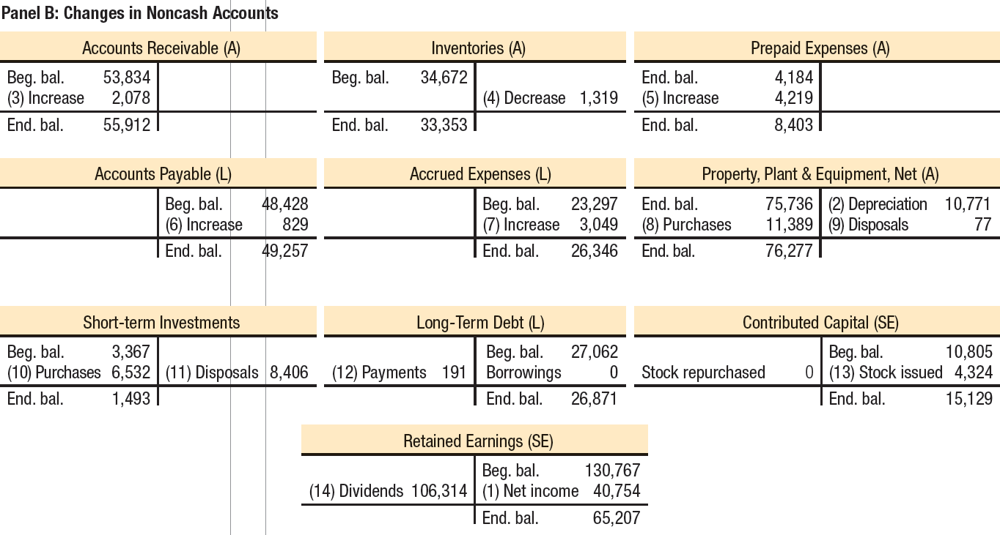 Panel B: Changes in Noncash Accounts
Accounts Receivable (A)
Beg. bal. 53,834
(3) Increase 2,078
End. bal. 55,912
Inventories (A)
Beg. bal. 34,672
(4) Decrease 1,319
End. bal. 33,353
Prepaid Expenses (A)
End. bal. 4,184
(5) Increase 4,219
End. bal. 8,403
Accounts Payable (L)
Beg. bal. 48,428
(6) Increase 829
End. bal. 49,257
Accrued Expenses (L)
Beg. bal. 23,297
(7) Increase 3,049
End. bal. 26,346
Property, Plant & Equipment, Net (A)
End. bal. 75,736 (2) Depreciation 10,771
(8) Purchases 11,389 (9) Disposals 77
End. bal. 76,277
Short-term Investments
Beg. bal. 3,367
(10) Purchases 6,532 (11) Disposals 8,406
End. bal. 1,493
Long-Term Debt (L)
Beg. bal. 27,062
(12) Payments 191 Borrowings 0
End. bal. 26,871
Contributed Capital (SE)
Beg. bal. 10,805
Stock repurchased 0 (13) Stock issued 4,324
End. bal. 15,129
Retained Earnings (SE)
Beg. bal. 130,767
(14) Dividends 106,314 (1) Net income 40,754
End. bal. 65,207